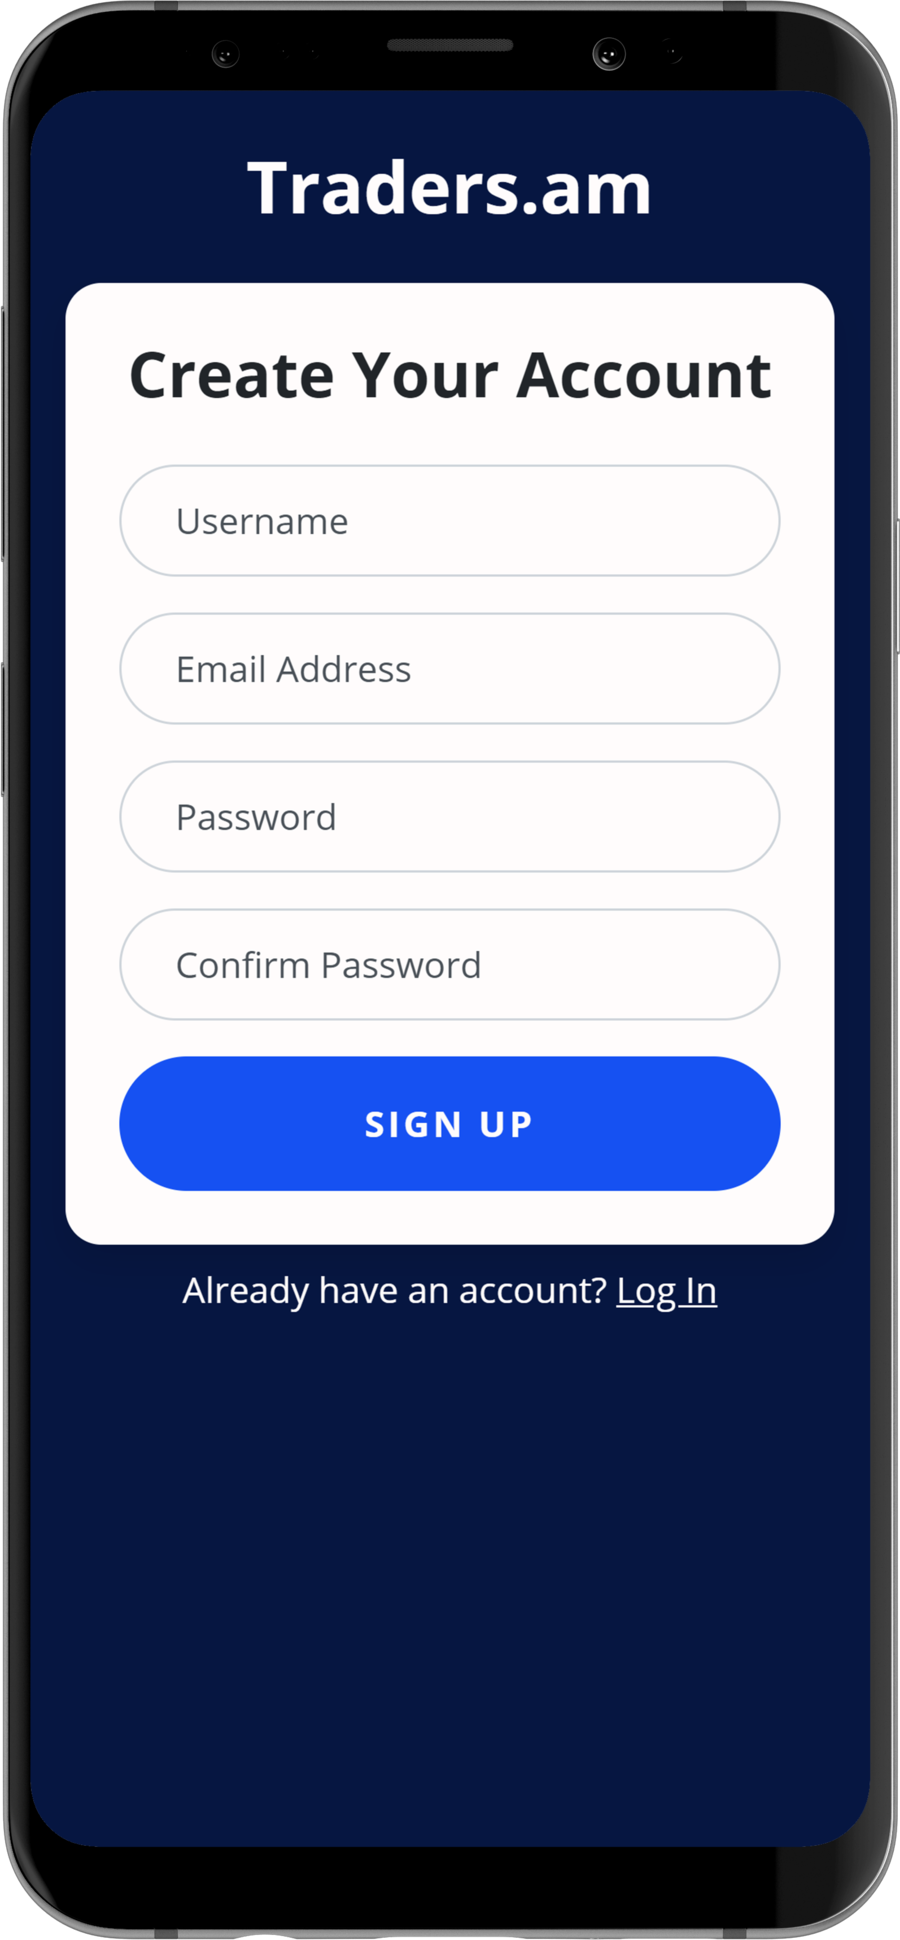 Traders.am
Create Your Account
Username
Email Address
Password
Confirm Password
SIGN UP
Already have an account? Log In